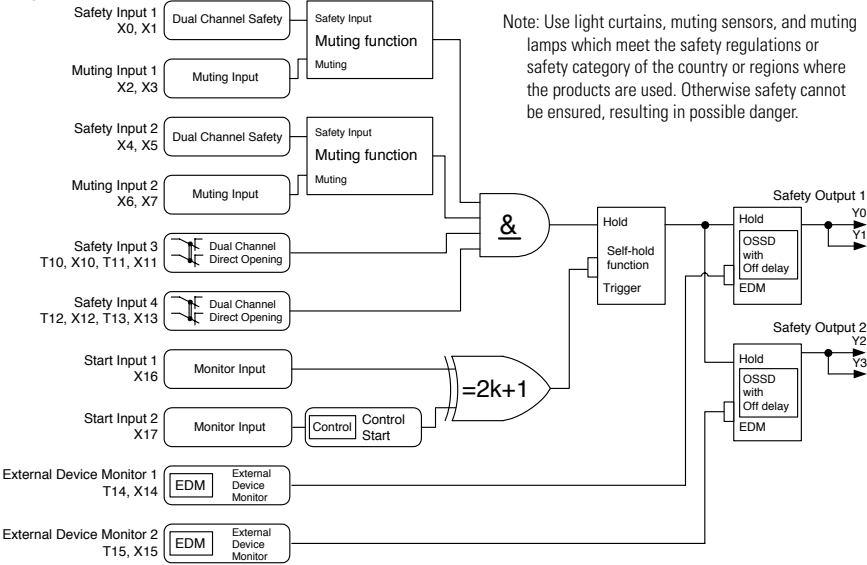 Safety Input 1
X0, X1
Dual Channel Safety
Safety Input
Muting function
Muting
Muting Input 1
X2, X3
Muting Input
Note: Use light curtains, muting sensors, and muting
lamps which meet the safety regulations or
safety category of the country or regions where
the products are used. Otherwise safety cannot
be ensured, resulting in possible danger.
Safety Input 2
X4, X5
Dual Channel Safety
Safety Input
Muting function
Muting
Muting Input 2
X6, X7
Muting Input
Safety Input 3
T10, X10, T11, X11
Dual Channel
Direct Opening
Safety Input 4
T12, X12, T13, X13
Dual Channel
Direct Opening
&
Hold
Self-hold
function
Trigger
Safety Output 1
Hold
OSSD
with
Off delay
EDM
Y0
Y1
Safety Output 2
Hold
OSSD
with
Off delay
EDM
Y2
Y3
Start Input 1
X16
Monitor Input
=2k+1
Start Input 2
X17
Monitor Input
Control
Control
Start
External Device Monitor 1
T14, X14
EDM
External
Device
Monitor
External Device Monitor 2
T15, X15
EDM
External
Device
Monitor